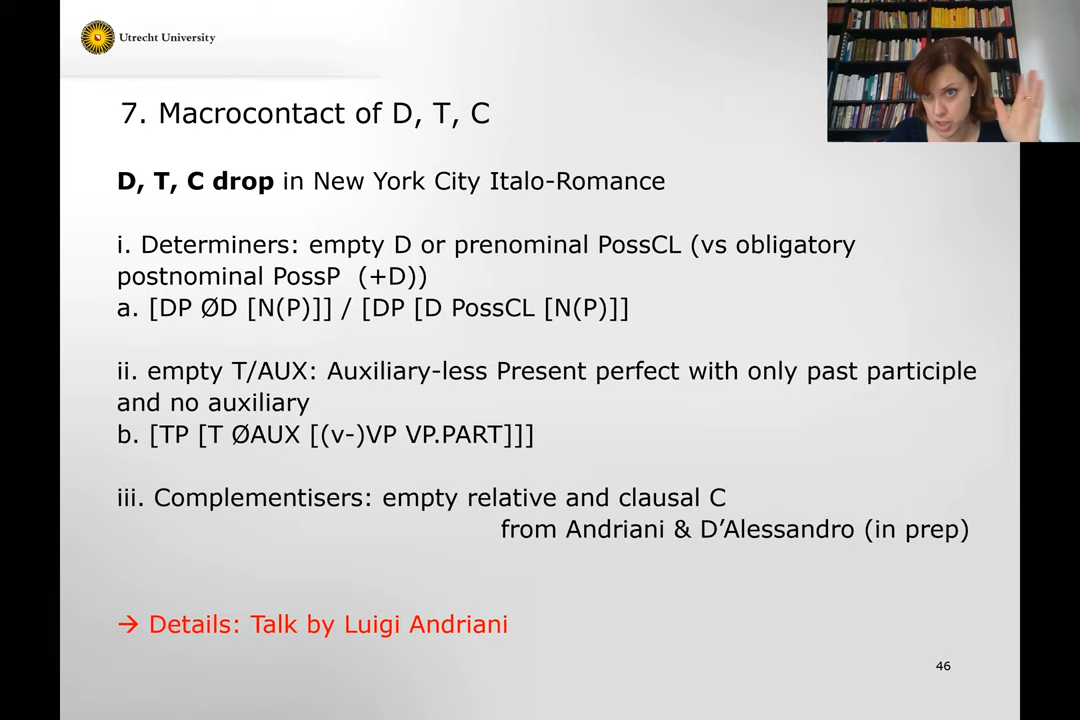 Utrecht University
7. Macrocontact of D, T, C
D, T, C drop in New York City Italo-Romance
i. Determiners: empty D or prenominal PossCL (vs obligatory
postnominal PossP (+D))
a. [DP ØD [N(P)]] / [DP [D PossCL [N(P)]]
ii. empty T/AUX: Auxiliary-less Present perfect with only past participle
and no auxiliary
b. [TP [T ØAUX [(v-)VP VP.PART]]]
iii. Complementisers: empty relative and clausal C
from Andriani & D’Alessandro (in prep)
→ Details: Talk by Luigi Andriani
46